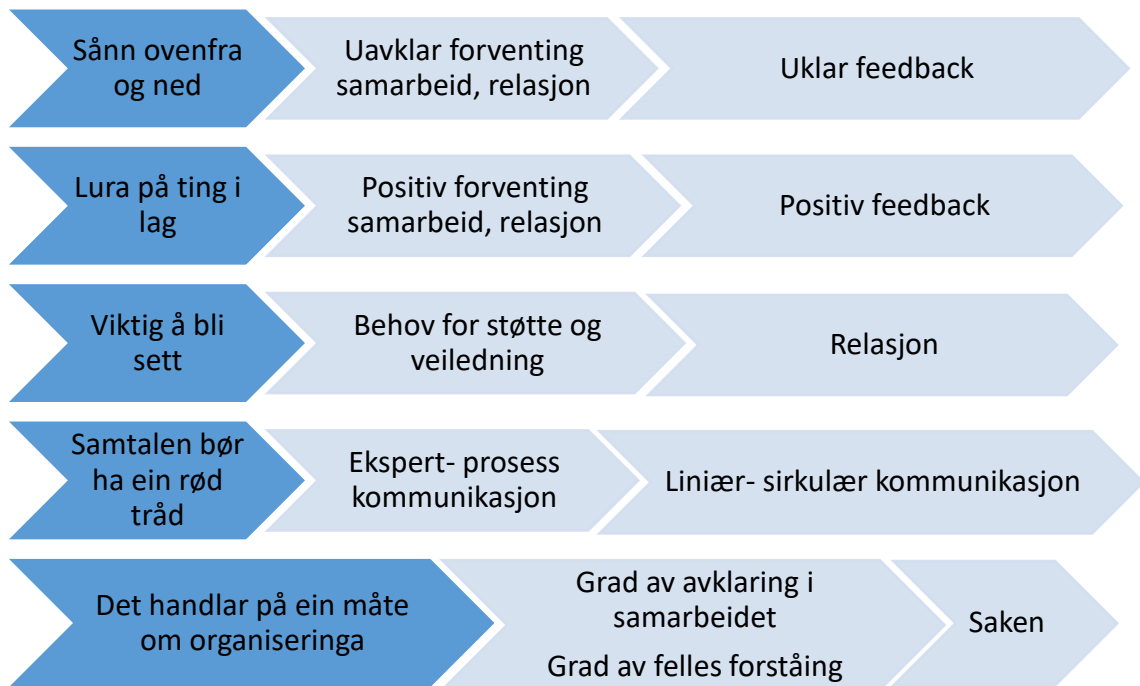 Sånn ovenfra
og ned
Uavklar forventing
samarbeid, relasjon
Uklar feedback
Lura på ting i
lag
Positiv forventing
samarbeid, relasjon
Positiv feedback
Viktig å bli
sett
Behov for støtte og
veiledning
Relasjon
Samtalen bør
ha ein rød
tråd
Ekspert- prosess
kommunikasjon
Liniær- sirkulær kommunikasjon
Det handlar på ein måte
om organiseringa
Grad av avklaring i
samarbeidet
Grad av felles forståing
Saken